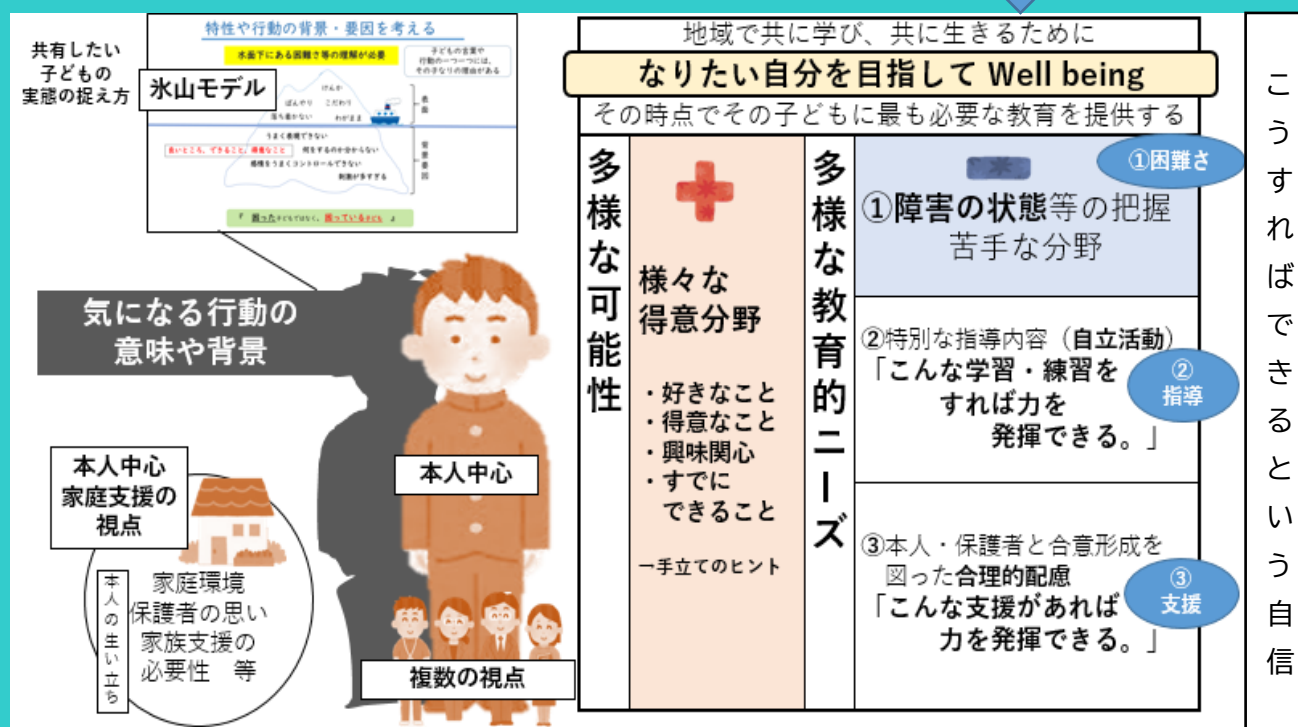 共有したい
子どもの
実態の捉え方
特性や行動の背景・要因を考える
水面下にある困難さ等の理解が必要
子どもの言葉や
行動の一つ一つには、
その子なりの理由がある
氷山モデル
けんか
ぼんやり　こだわり
落ち着かない　わがまま
表面
うまく表現できない
良いところ、できること、得意なこと　何をするのか分からない
感情をうまくコントロールできない
刺激が多すぎる
背景要因
『 困った子どもではなく、困っている子ども 』
気になる行動の
意味や背景
本人中心
家庭支援の
視点
本人の生い立ち
家庭環境
保護者の思い
家族支援の
必要性　等
本人中心
複数の視点
地域で共に学び、共に生きるために
なりたい自分を目指して Well being
その時点でその子どもに最も必要な教育を提供する
多様な可能性
様々な
得意分野
・好きなこと
・得意なこと
・興味関心
・すでに
できること
→手立てのヒント
多様な教育的ニーズ
①困難さ
①障害の状態等の把握
苦手な分野
②特別な指導内容（自立活動）
「こんな学習・練習を
すれば力を
発揮できる。」
②
指導
③本人・保護者と合意形成を
図った合理的配慮
「こんな支援があれば
力を発揮できる。」
③
支援
こうすればできるという自信